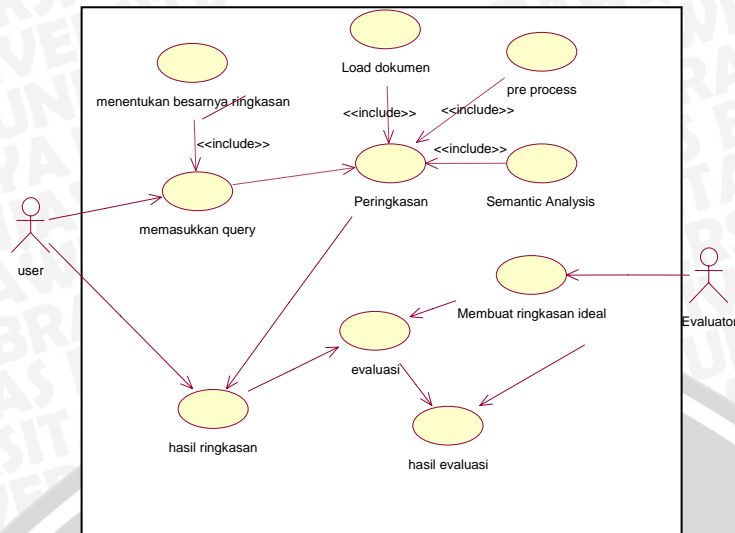 Load dokumen
pre process
menentukan besarnya ringkasan
<<include>>
<<include>>
<<include>>
<<include>>
Peringkasan
Semantic Analysis
memasukkan query
user
Membuat ringkasan ideal
Evaluator
evaluasi
hasil ringkasan
hasil evaluasi